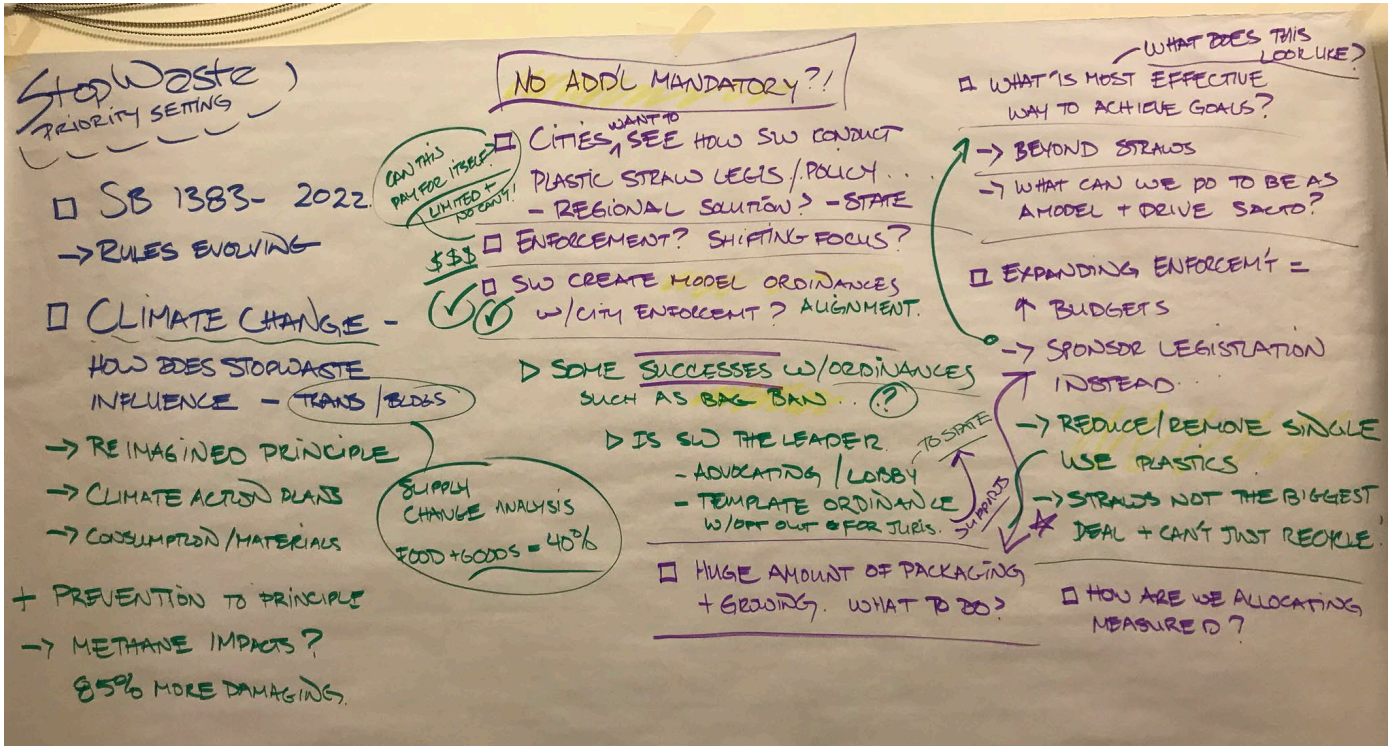 StopWaste
PRIORITY SETTING
□ SB 1383- 2022
→ RULES EVOLVING
□ CLIMATE CHANGE -
HOW DOES STOPWASTE
INFLUENCE - TRANS/BLDGS
→ REIMAGINED PRINCIPLE
→ CLIMATE ACTION PLANS
→ CONSUMPTION/MATERIALS
SUPPLY
CHANGE ANALYSIS
FOOD + GOODS = 40%
+ PREVENTION TO PRINCIPLE
→ METHANE IMPACTS?
85% MORE DAMAGING.
NO ADD'L MANDATORY?!
CAN THIS
PAY FOR ITSELF?
LIMITED +
NO CAN'T!
$$$
WANT TO
□ CITIES ^ SEE HOW SW CONDUCT
PLASTIC STRAW LEGIS/POLICY...
- REGIONAL SOLUTION? - STATE
□ ENFORCEMENT? SHIFTING FOCUS?
□ SW CREATE MODEL ORDINANCES
W/CITY ENFORCEMT? ALIGNMENT.
▷ SOME SUCCESSES W/ORDINANCES
SUCH AS BAG BAN.. ?
▷ IS SW THE LEADER
- ADVOCATING/LOBBY
TO STATE
- TEMPLATE ORDINANCE
W/OPT OUT FOR JURIS.
SUPPORTS
□ HUGE AMOUNT OF PACKAGING
+ GROWING. WHAT TO DO?
WHAT DOES THIS
LOOK LIKE?
□ WHAT IS MOST EFFECTIVE
WAY TO ACHIEVE GOALS?
→ BEYOND STRAWS
→ WHAT CAN WE DO TO BE AS
A MODEL + DRIVE SACTO?
□ EXPANDING ENFORCEM'T =
↑ BUDGETS
→ SPONSOR LEGISTLATION
INSTEAD..
→ REDUCE/REMOVE SINGLE
USE PLASTICS.
→ STRAWS NOT THE BIGGEST
DEAL + CAN'T JUST RECYCLE!
□ HOW ARE WE ALLOCATING
MEASURE D?